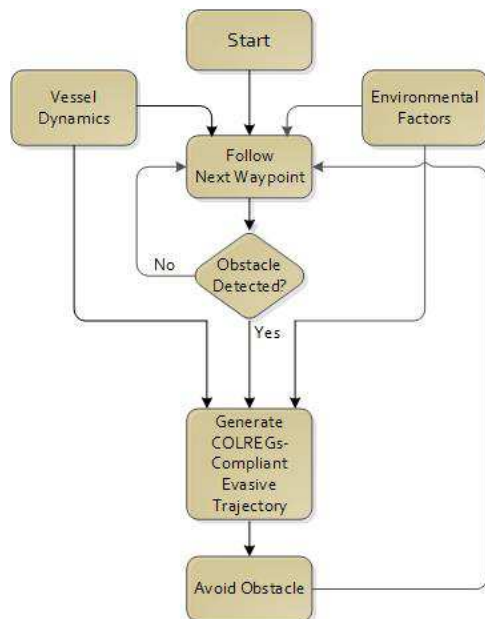 Start
Vessel
Dynamics
Environmental
Factors
Follow
Next Waypoint
No
Obstacle
Detected?
Yes
Generate
COLREGs-
Compliant
Evasive
Trajectory
Avoid Obstacle